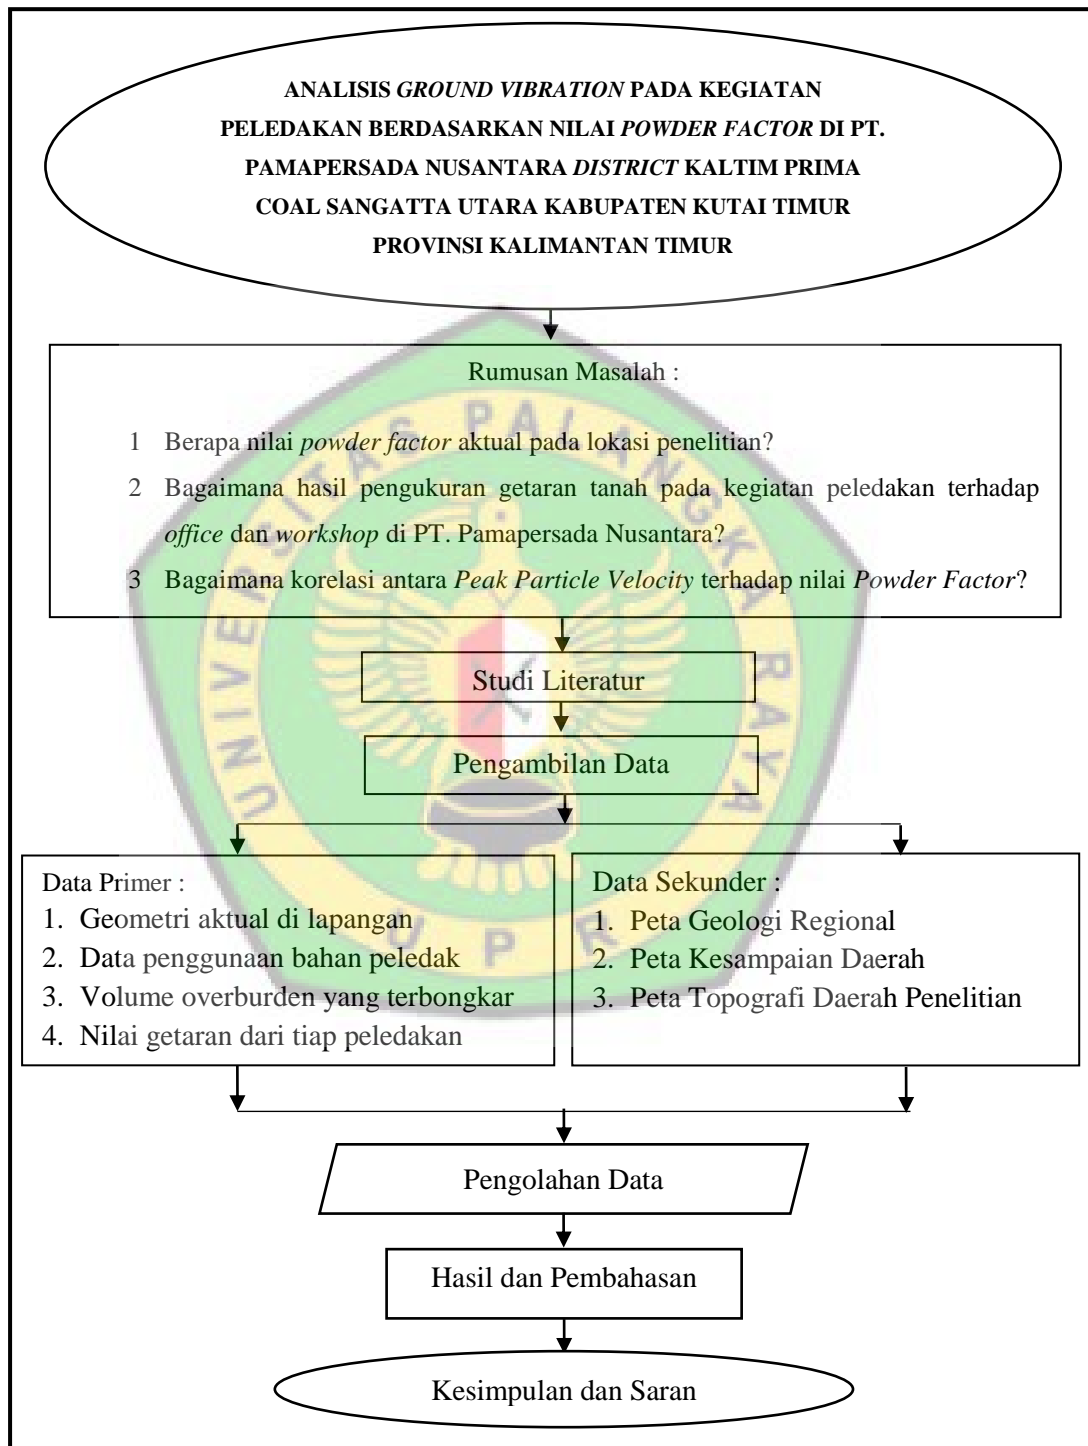 ANALISIS GROUND VIBRATION PADA KEGIATAN
PELEDAKAN BERDASARKAN NILAI POWDER FACTOR DI PT.
PAMAPERSADA NUSANTARA DISTRICT KALTIM PRIMA
COAL SANGATTA UTARA KABUPATEN KUTAI TIMUR
PROVINSI KALIMANTAN TIMUR
Rumusan Masalah :
1 Berapa nilai powder factor aktual pada lokasi penelitian?
2 Bagaimana hasil pengukuran getaran tanah pada kegiatan peledakan terhadap
office dan workshop di PT. Pamapersada Nusantara?
3 Bagaimana korelasi antara Peak Particle Velocity terhadap nilai Powder Factor?
Studi Literatur
Pengambilan Data
Data Primer :
1. Geometri aktual di lapangan
2. Data penggunaan bahan peledak
3. Volume overburden yang terbongkar
4. Nilai getaran dari tiap peledakan
Data Sekunder :
1. Peta Geologi Regional
2. Peta Kesampaian Daerah
3. Peta Topografi Daerah Penelitian
Pengolahan Data
Hasil dan Pembahasan
Kesimpulan dan Saran
UNIVERSITAS PALANGKA RAYA
UPR